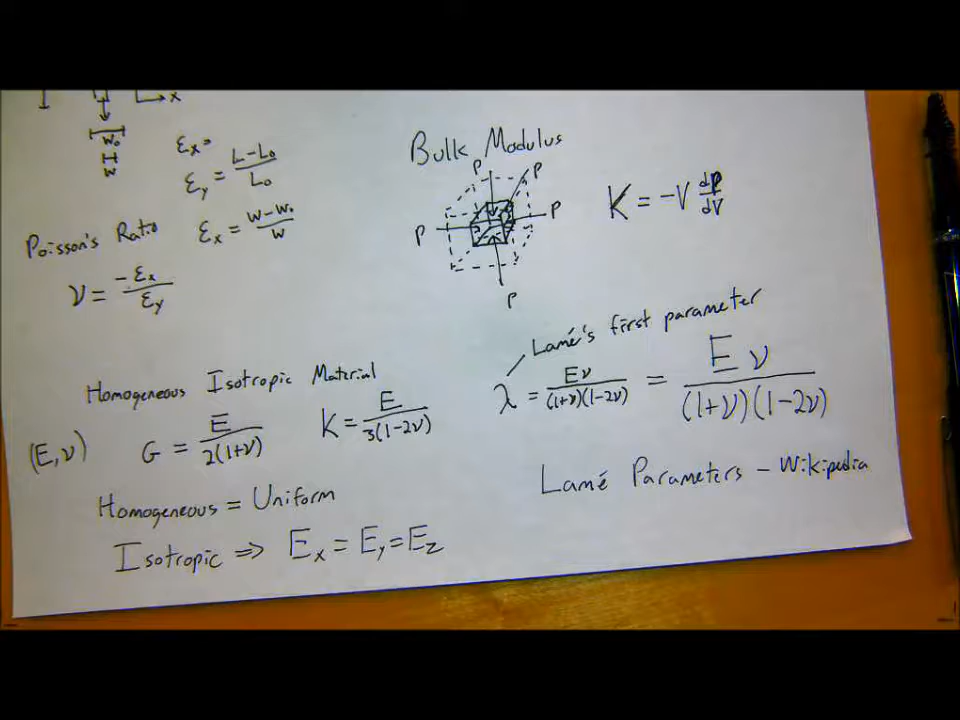 x
W₀
W
εx=
εy = L-L₀/L₀
εx = W-W₀/W
Poisson's Ratio
ν = -εx/εy
Bulk Modulus
P
P
P
P
P
K = -V dP/dV
Homogeneous Isotropic Material
(E,ν) G = E/2(1+ν) K = E/3(1-2ν)
Homogeneous = Uniform
Isotropic ⇒ Ex = Ey = Ez
Lamé's first parameter
λ = Eν/(1+ν)(1-2ν) = Eν/(1+ν)(1-2ν)
Lamé Parameters - Wikipedia